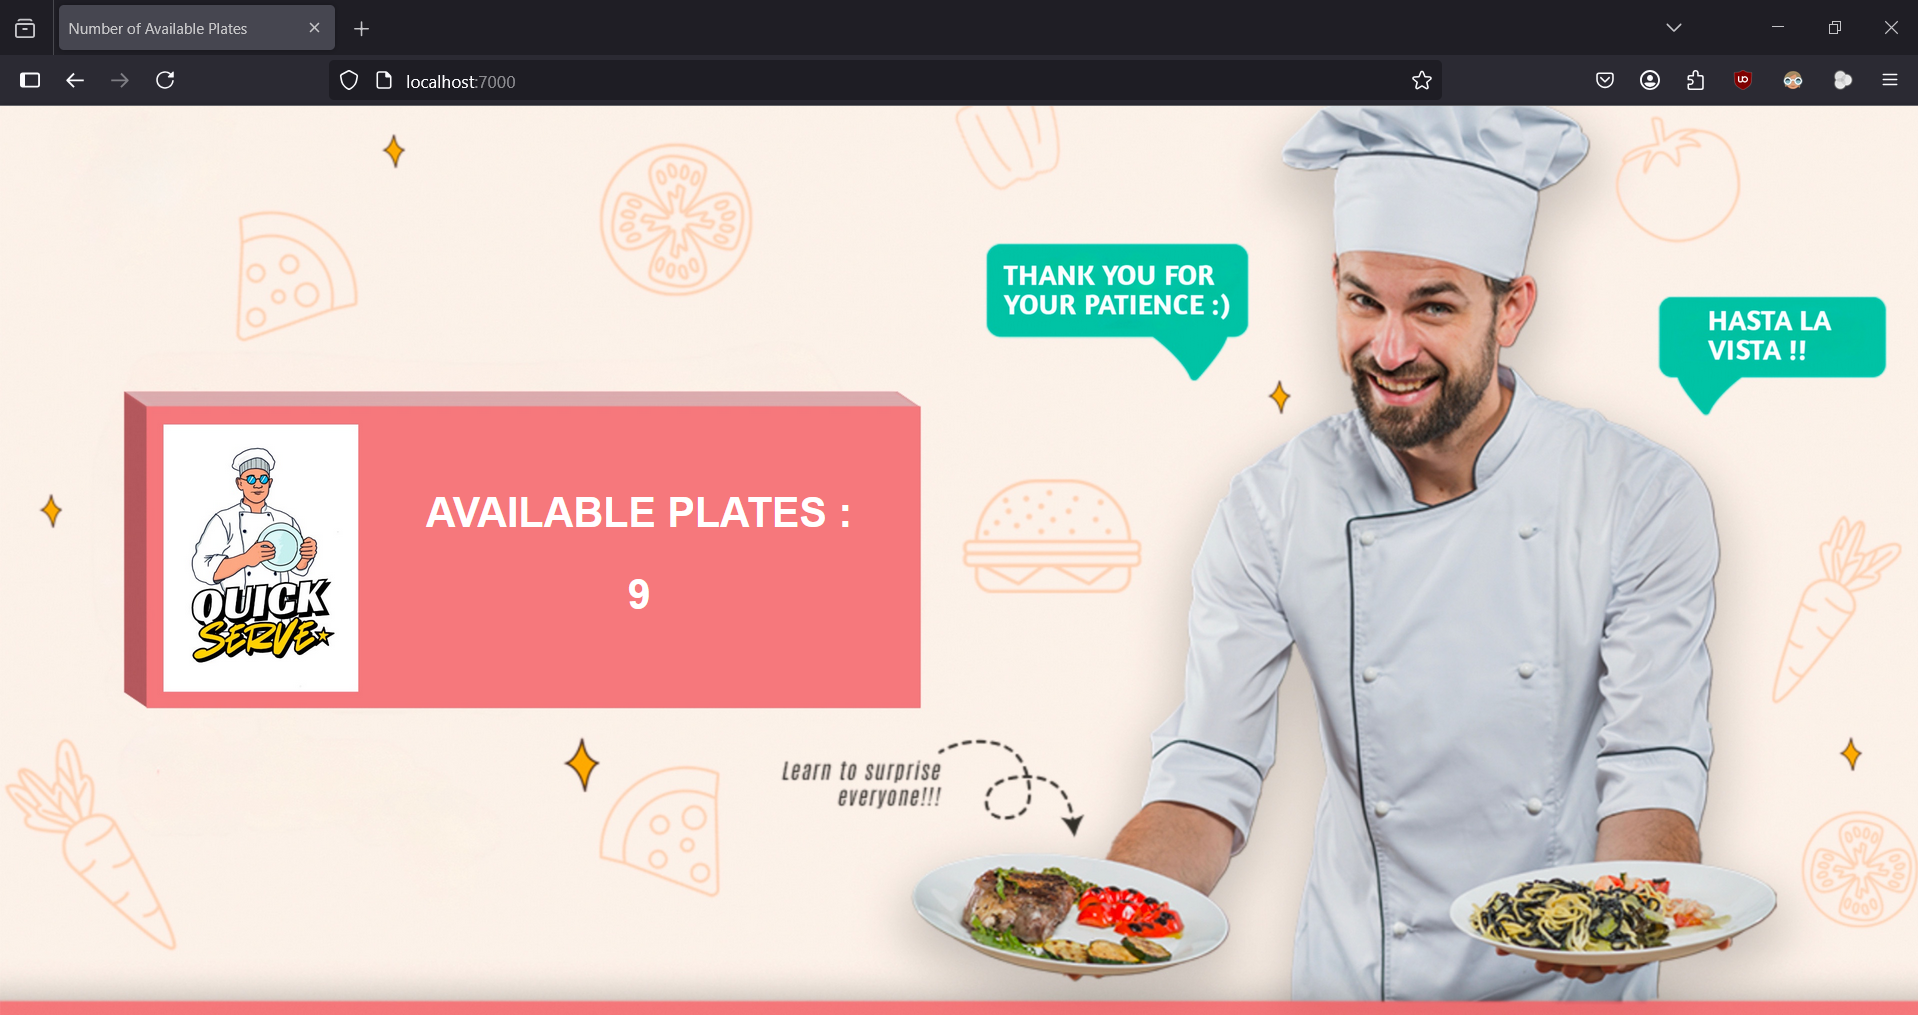 Number of Available Plates
localhost:7000
THANK YOU FOR
YOUR PATIENCE :)
HASTA LA
VISTA !!
AVAILABLE PLATES :
9
QUICK
SERVE
Learn to surprise
everyone!!!